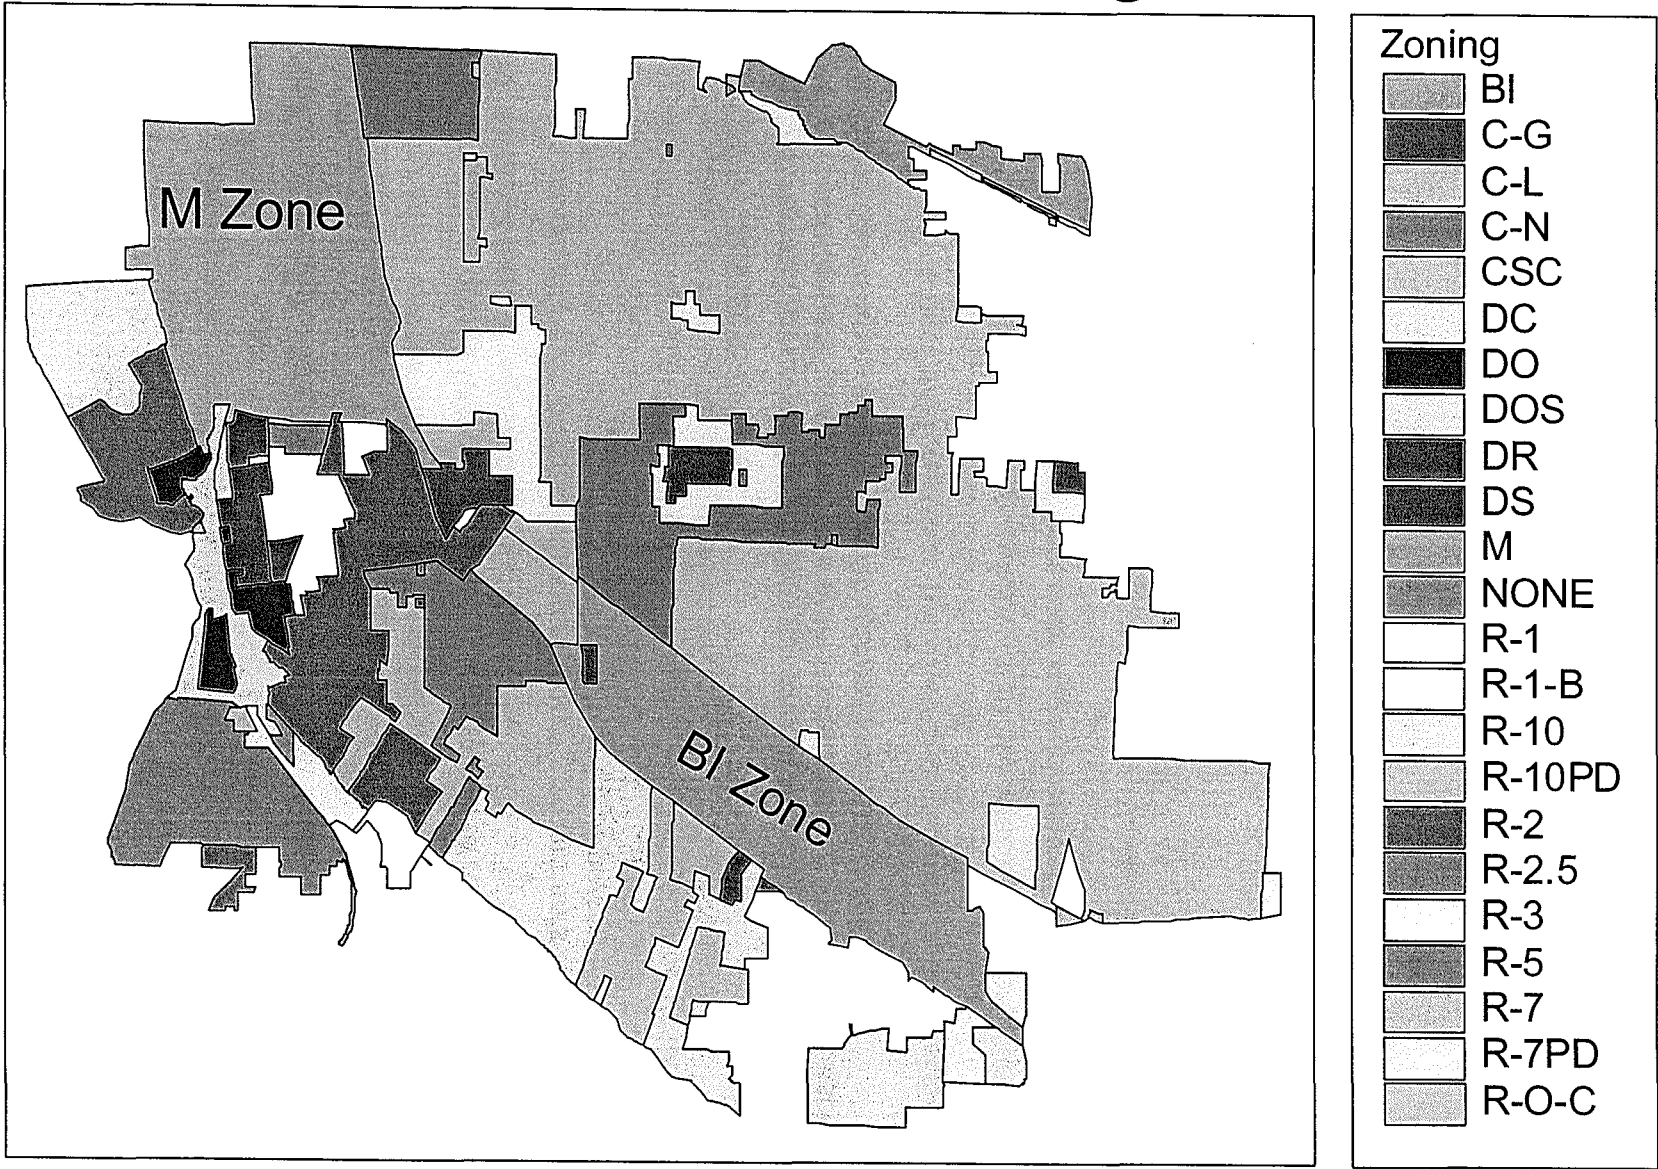 M Zone
BI Zone
Zoning
BI
C-G
C-L
C-N
CSC
DC
DO
DOS
DR
DS
M
NONE
R-1
R-1-B
R-10
R-10PD
R-2
R-2.5
R-3
R-5
R-7
R-7PD
R-O-C